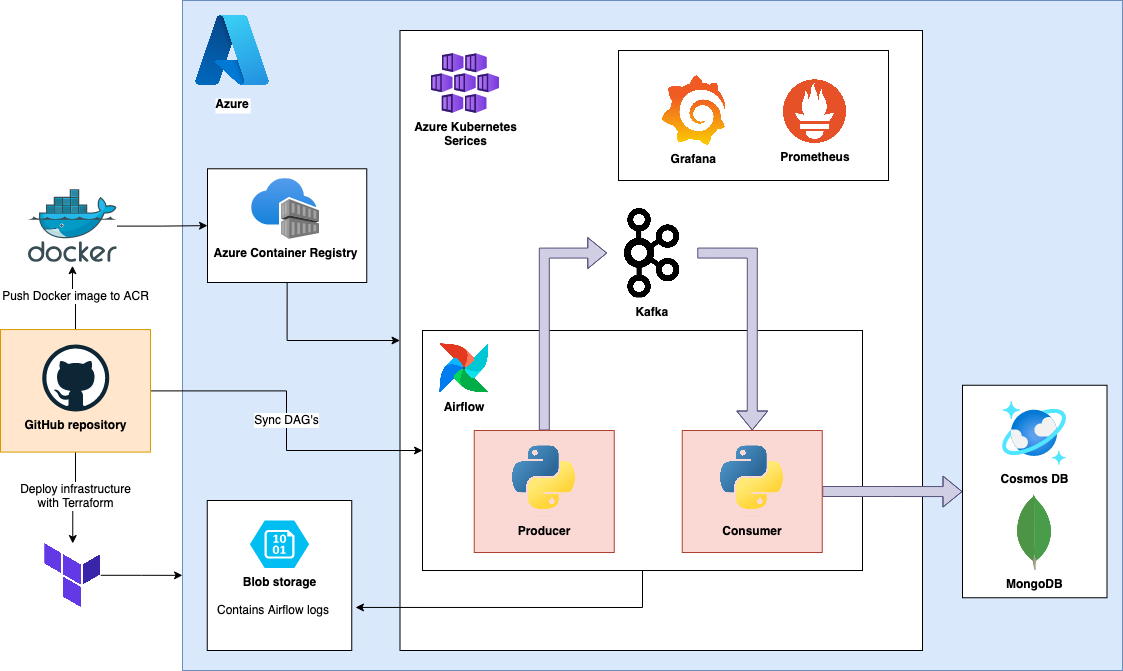 Azure
Azure Kubernetes
Serices
Grafana
Prometheus
docker
Azure Container Registry
Push Docker image to ACR
Kafka
GitHub repository
Airflow
Sync DAG's
Cosmos DB
Deploy infrastructure
with Terraform
Producer
Consumer
10
01
Blob storage
MongoDB
Contains Airflow logs